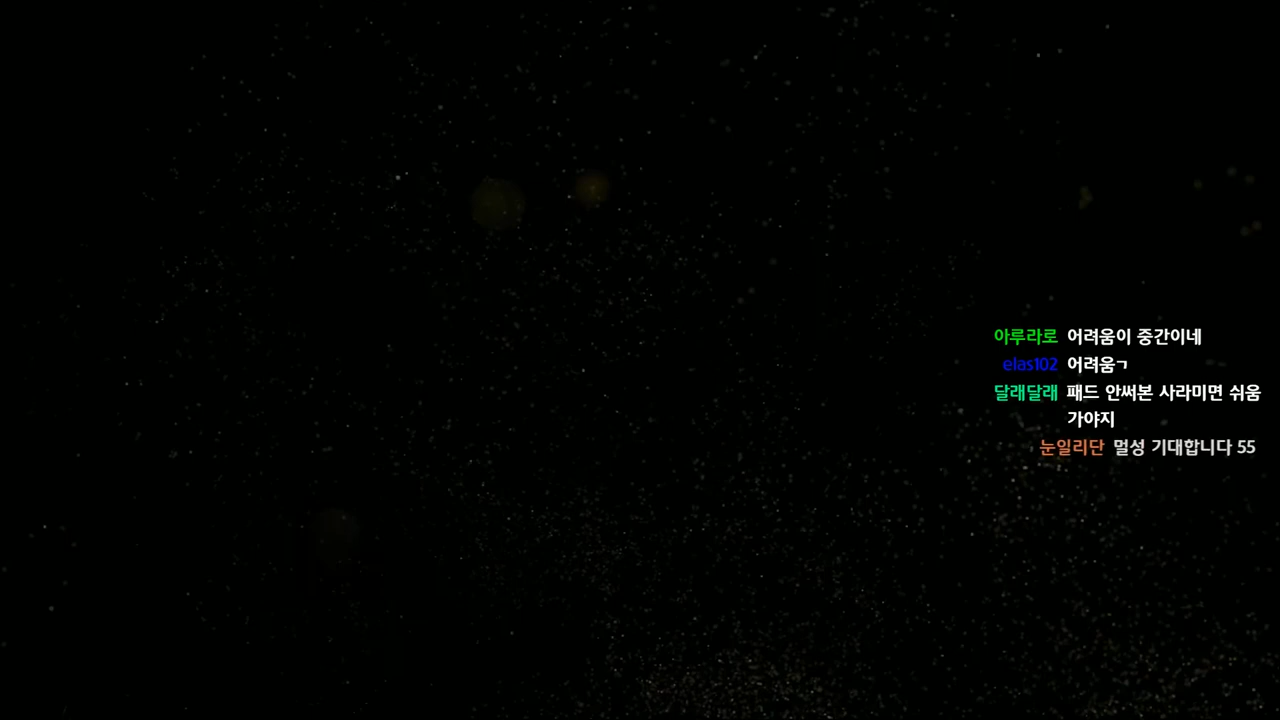 아루라로 어려움이 중간이네
elas102 어려움ㄱ
달래달래 패드 안써본 사라미면 쉬움
가야지
눈일리단 멀성 기대합니다 55